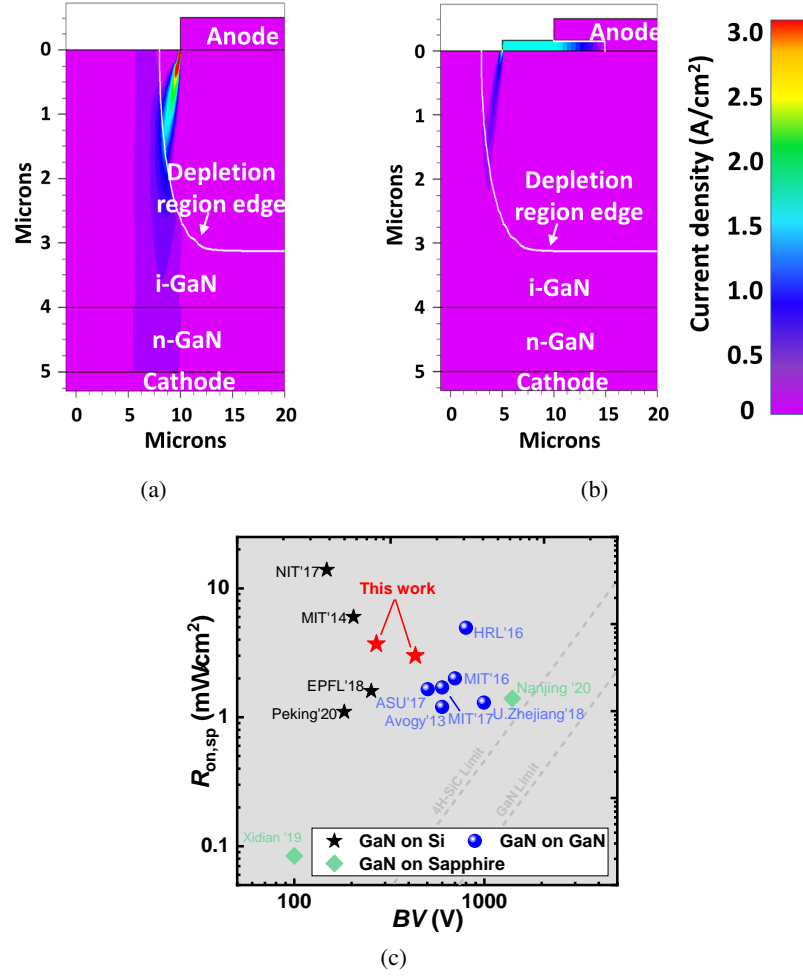 Anode
0
1
2
3
4
5
Microns
Depletion
region edge
i-GaN
n-GaN
Cathode
0 5 10 15 20
Microns
(a)
Anode
0
1
2
3
4
5
Microns
Depletion
region edge
i-GaN
n-GaN
Cathode
0 5 10 15 20
Microns
(b)
Current density (A/cm²)
3.0
2.5
2.0
1.5
1.0
0.5
0
R_on,sp (mWcm²)
10
1
0.1
NIT'17
This work
MIT'14
HRL'16
EPFL'18
MIT'16
Nanjing '20
ASU'17
Peking'20
Avogy'13
MIT'17
U.Zhejiang'18
4H-SiC Limit
GaN Limit
Xidian '19
GaN on Si
GaN on GaN
GaN on Sapphire
100 1000
BV (V)
(c)